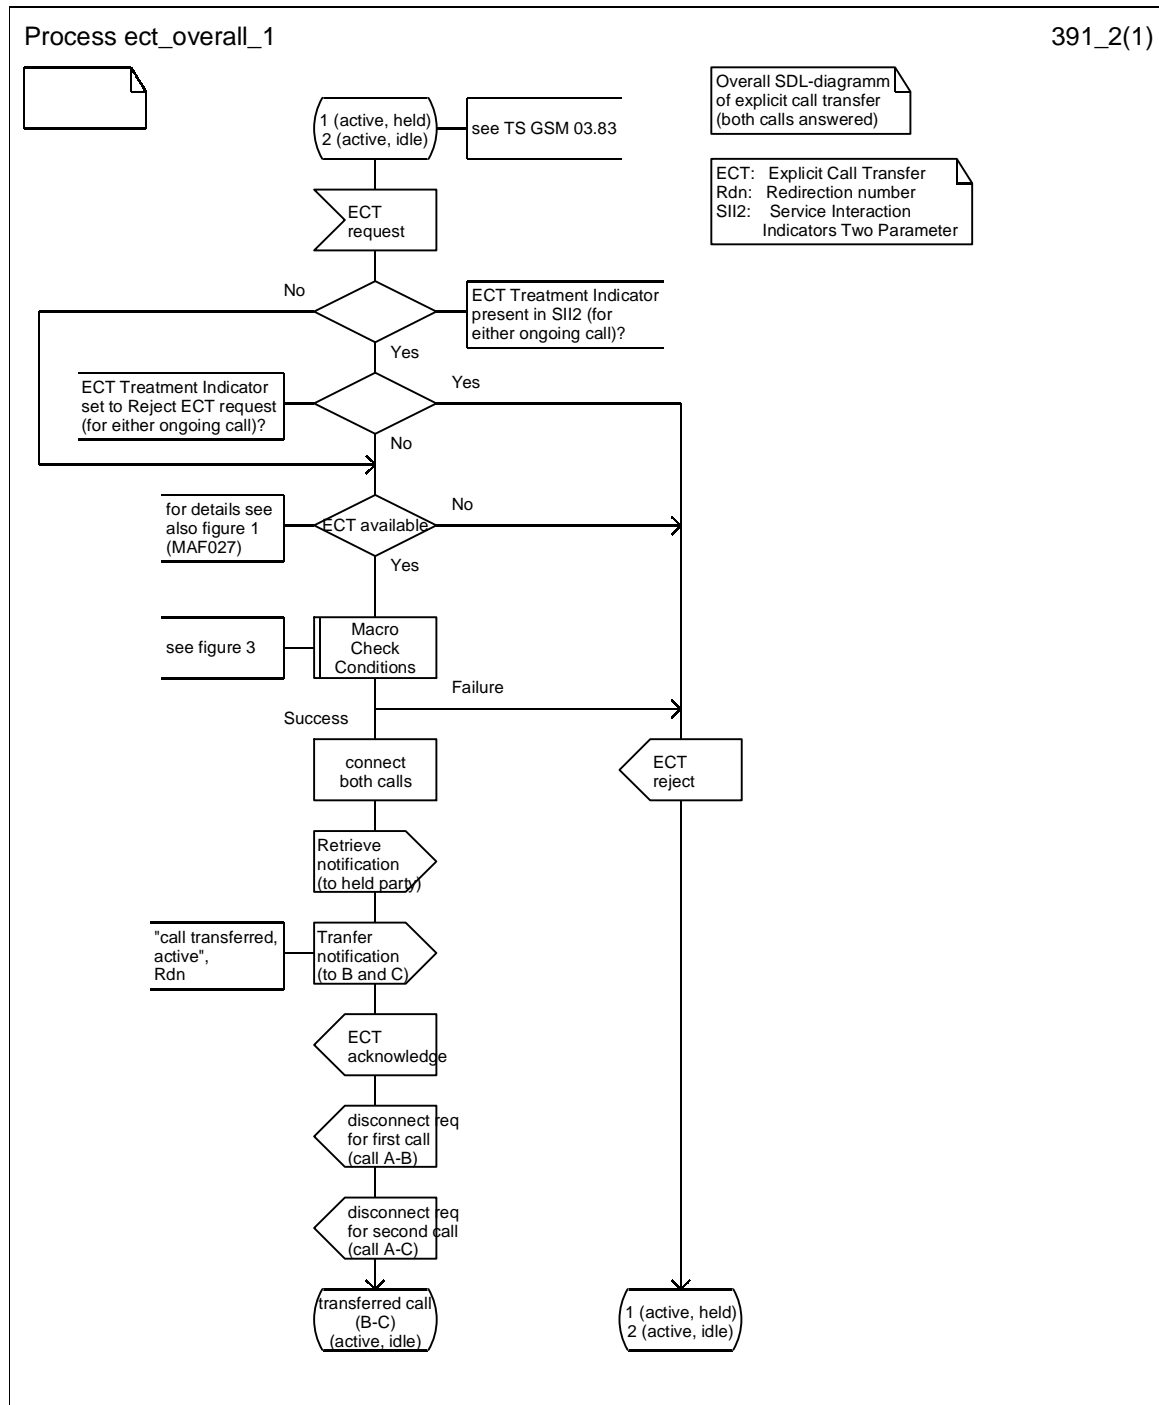 Process ect_overall_1
391_2(1)
Overall SDL-diagramm
of explicit call transfer
(both calls answered)
1 (active, held)
2 (active, idle)
see TS GSM 03.83
ECT: Explicit Call Transfer
Rdn: Redirection number
SII2: Service Interaction
Indicators Two Parameter
ECT
request
No
ECT Treatment Indicator
present in SII2 (for
either ongoing call)?
Yes
ECT Treatment Indicator
set to Reject ECT request
(for either ongoing call)?
Yes
No
for details see
also figure 1
(MAF027)
ECT available
No
Yes
see figure 3
Macro
Check
Conditions
Failure
Success
connect
both calls
ECT
reject
Retrieve
notification
(to held party)
"call transferred,
active",
Rdn
Tranfer
notification
(to B and C)
ECT
acknowledge
disconnect req
for first call
(call A-B)
disconnect req
for second call
(call A-C)
transferred call
(B-C)
(active, idle)
1 (active, held)
2 (active, idle)